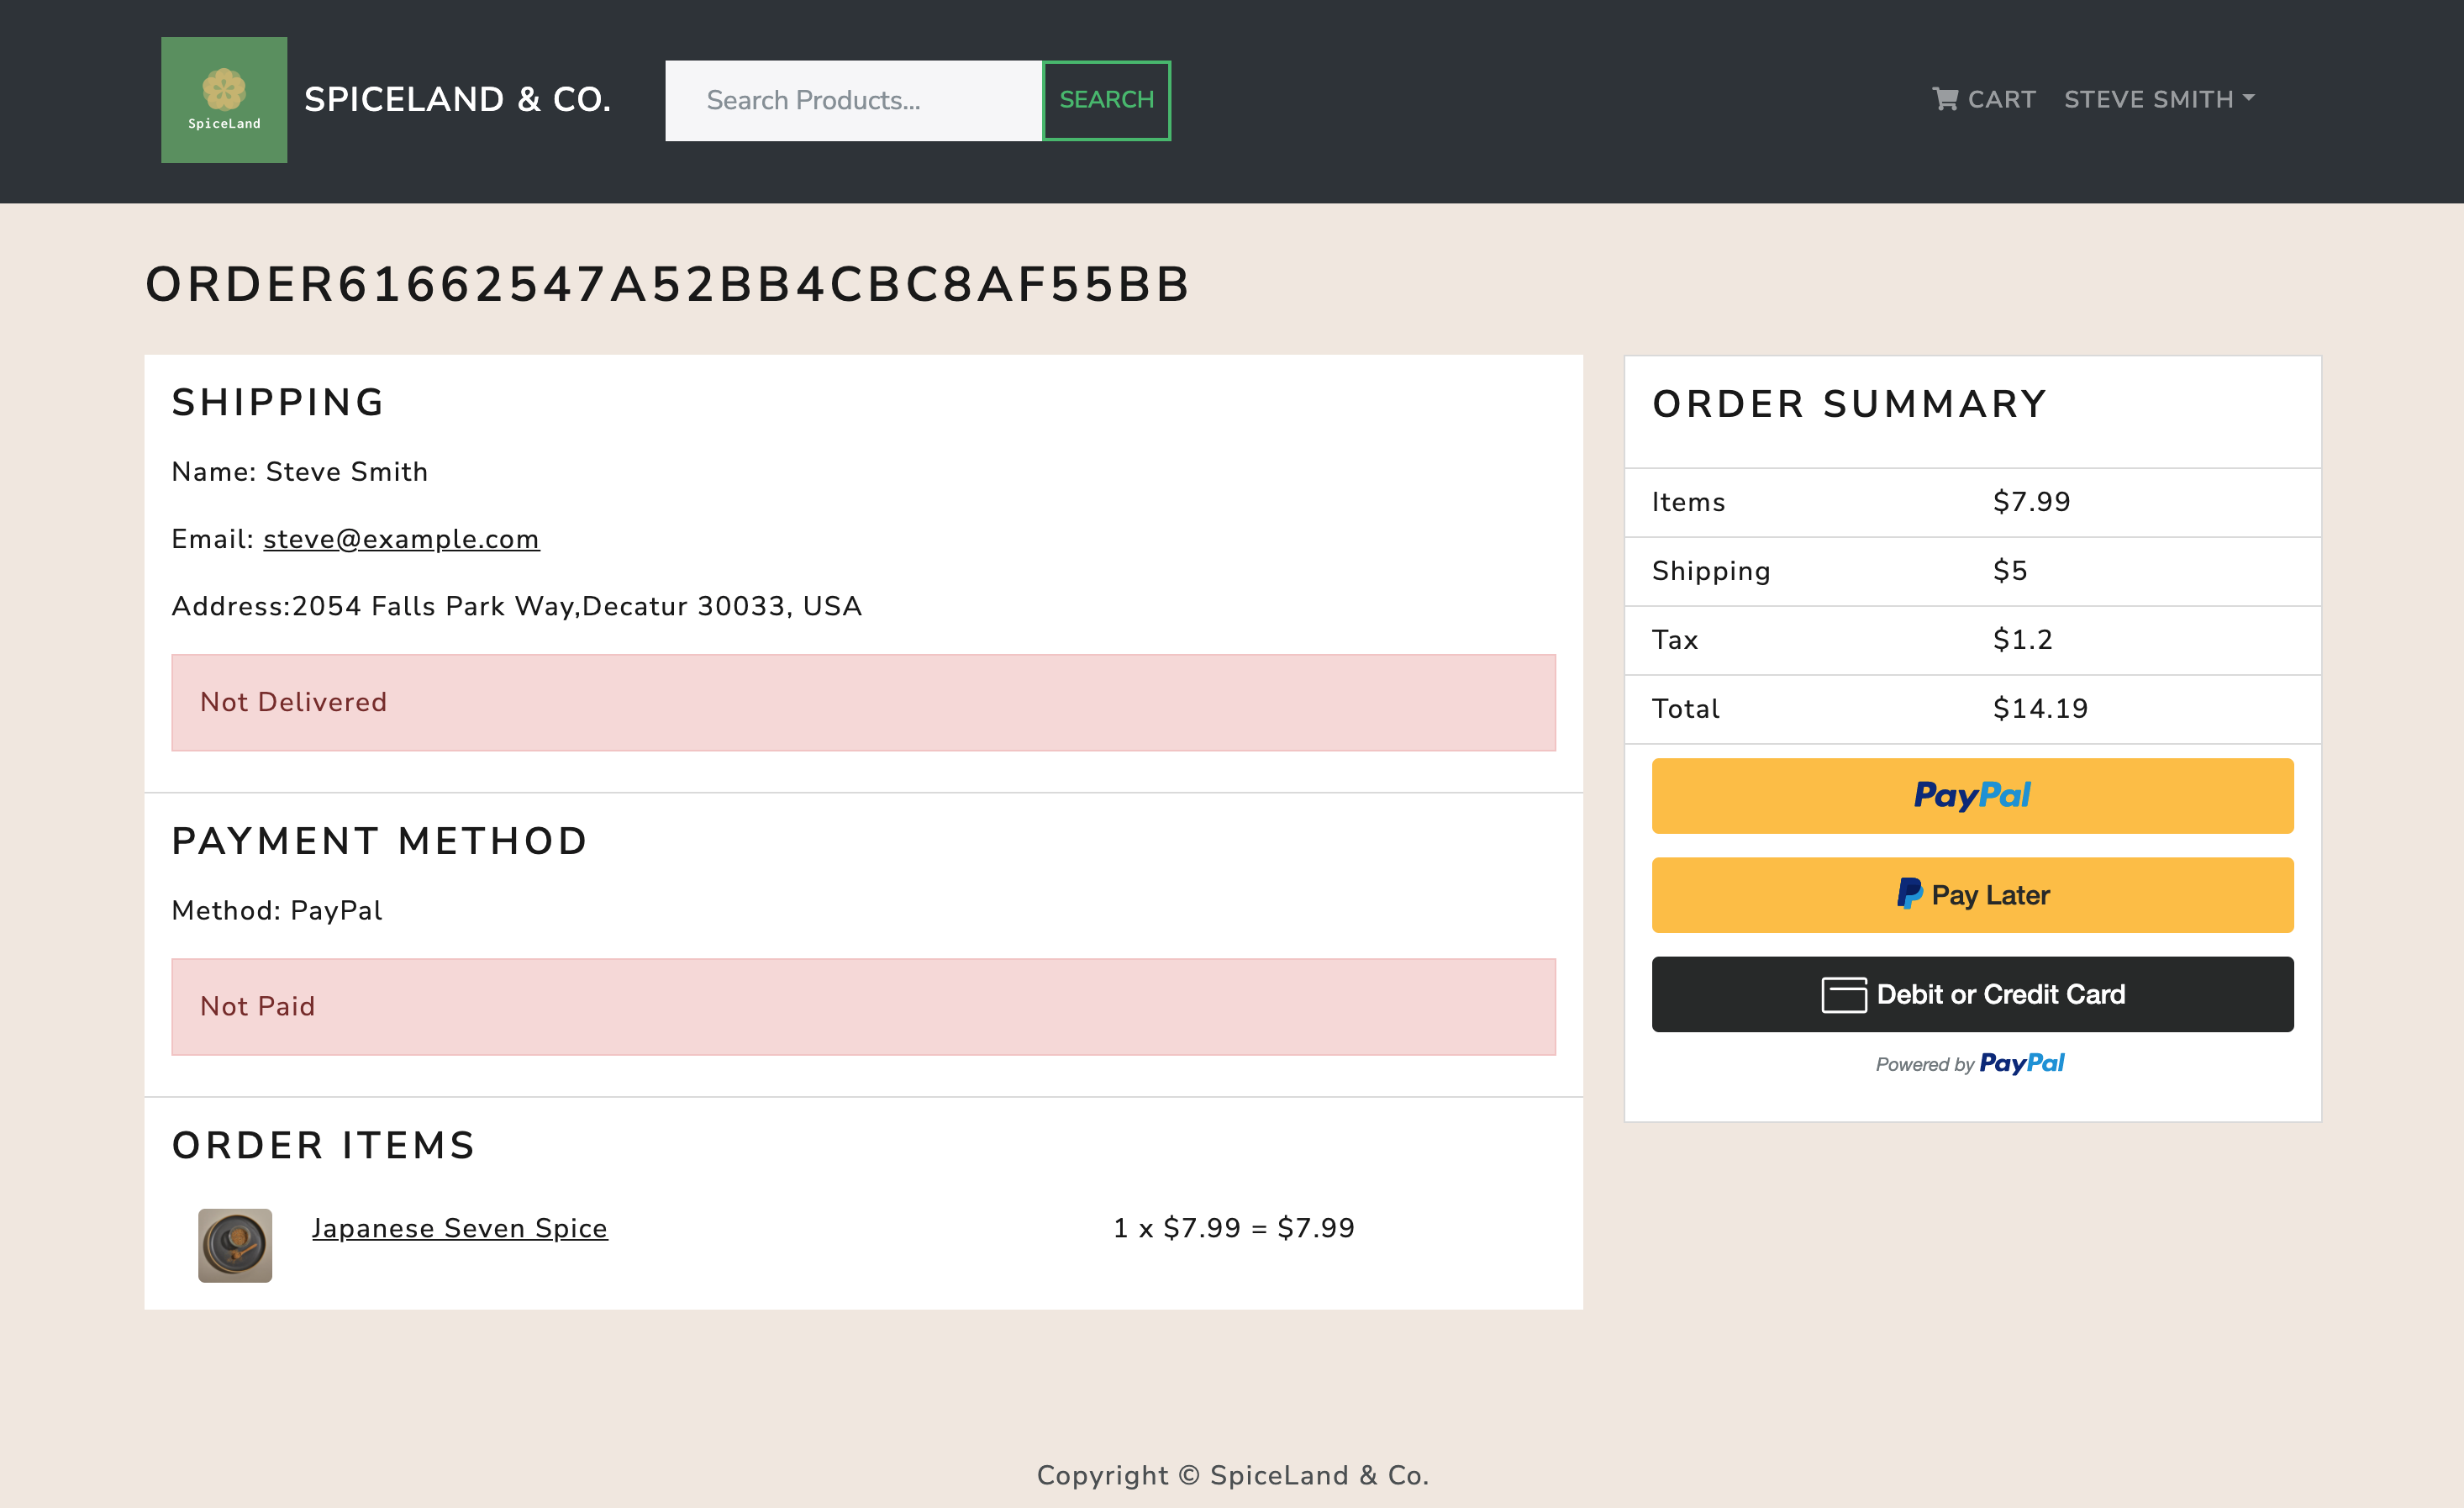 SpiceLand
SPICELAND & CO.
Search Products...
SEARCH
CART
STEVE SMITH
ORDER61662547A52BB4CBC8AF55BB
SHIPPING
Name: Steve Smith
Email: steve@example.com
Address:2054 Falls Park Way,Decatur 30033, USA
Not Delivered
PAYMENT METHOD
Method: PayPal
Not Paid
ORDER ITEMS
Japanese Seven Spice
1 x $7.99 = $7.99
ORDER SUMMARY
Items $7.99
Shipping $5
Tax $1.2
Total $14.19
PayPal
Pay Later
Debit or Credit Card
Powered by PayPal
Copyright © SpiceLand & Co.